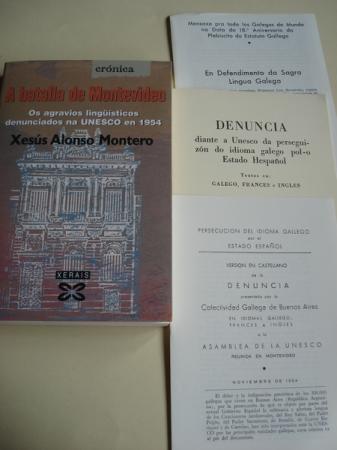 crónica
A batalla de Montevideo
Os agravios lingüísticos
denunciados na UNESCO en 1954
Xesús Alonso Montero
XERAIS
Mensaxe pra todo los Galegos do Mundo
na Data do 18.° Aniversario do
Plebiscito do Estatuto Gallego
En Defendimento da Sagra
Lingua Galega
DENUNCIA
diante a Unesco da persegui-
zón do idioma galego pol-o
Estado Hespañol
Textos en:
GALEGO, FRANCES e INGLES
PERSECUCION DEL IDIOMA GALLEGO
por el
ESTADO ESPAÑOL
VERSION EN CASTELLANO
de la
DENUNCIA
presentada por la
Colectividad Gallega de Buenos Aires
EN IDIOMAS GALLEGO,
FRANCES e INGLES
a la
ASAMBLEA DE LA UNESCO
REUNIDA EN MONTEVIDEO
NOVIEMBRE DE 1954